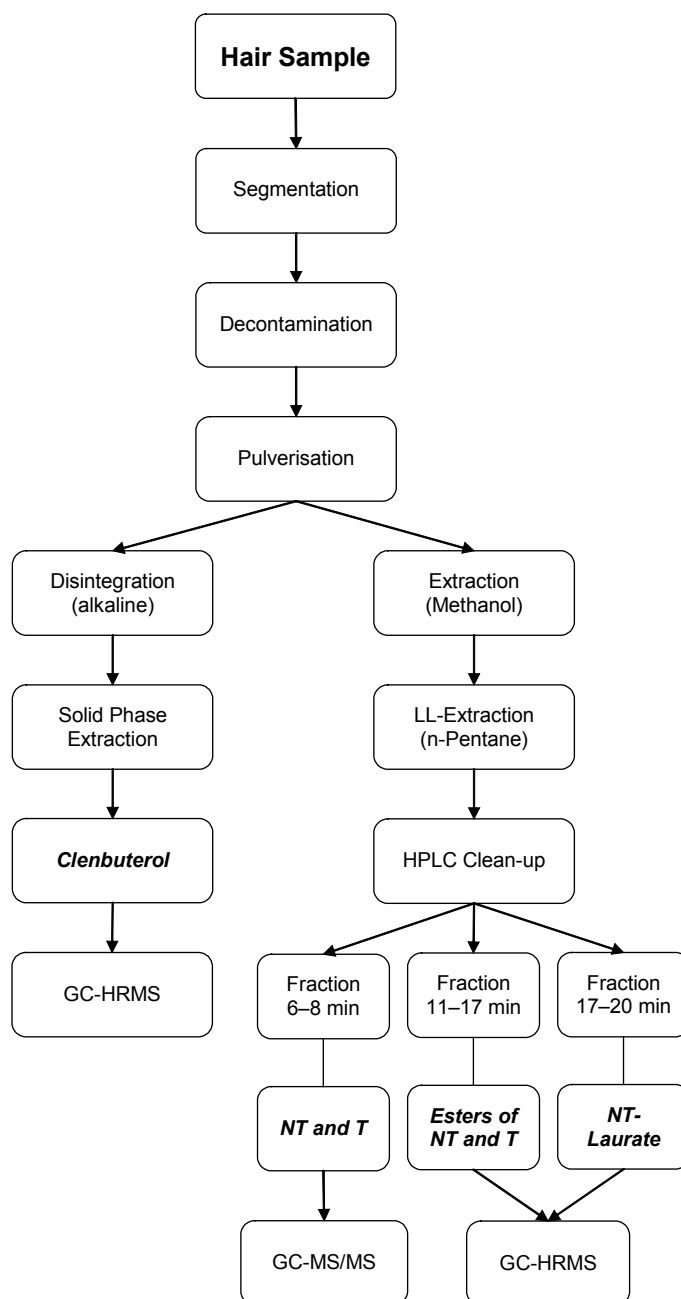 Hair Sample
Segmentation
Decontamination
Pulverisation
Disintegration
(alkaline)
Extraction
(Methanol)
Solid Phase
Extraction
LL-Extraction
(n-Pentane)
Clenbuterol
HPLC Clean-up
GC-HRMS
Fraction
6–8 min
Fraction
11–17 min
Fraction
17–20 min
NT and T
Esters of
NT and T
NT-
Laurate
GC-MS/MS
GC-HRMS